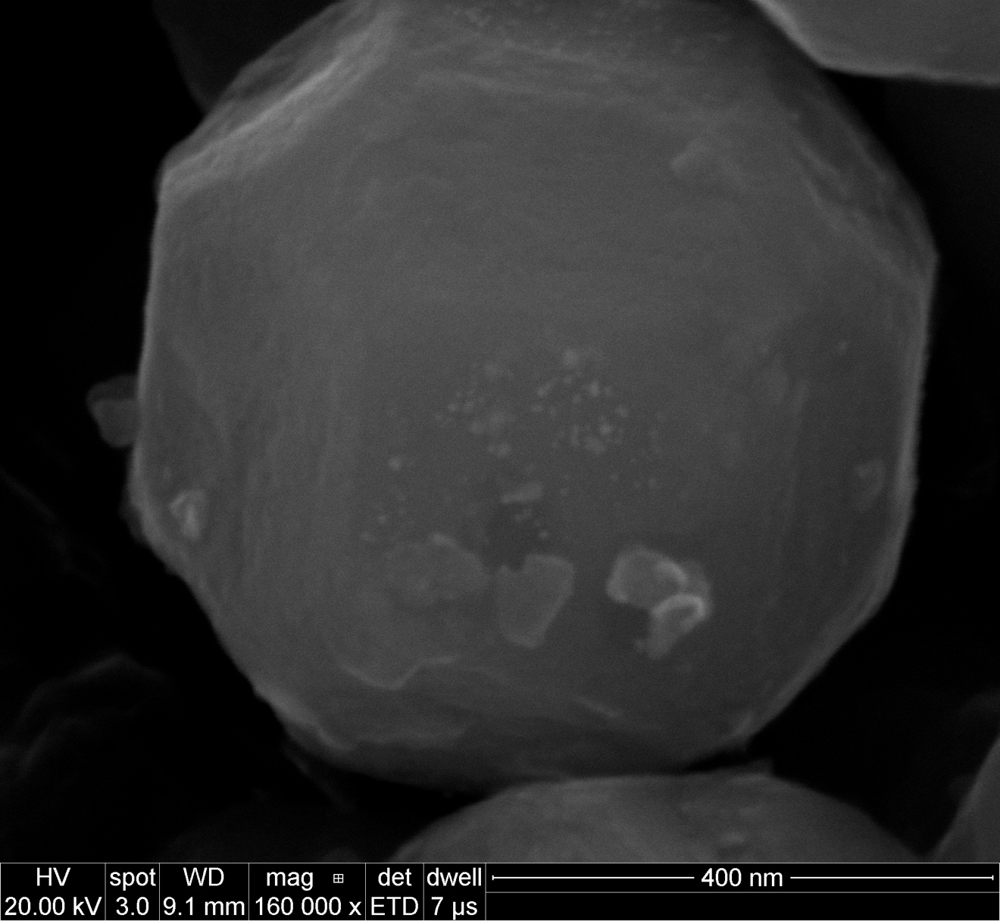 HV spot WD mag ⊞ det dwell
20.00 kV 3.0 9.1 mm 160 000 x ETD 7 µs
400 nm